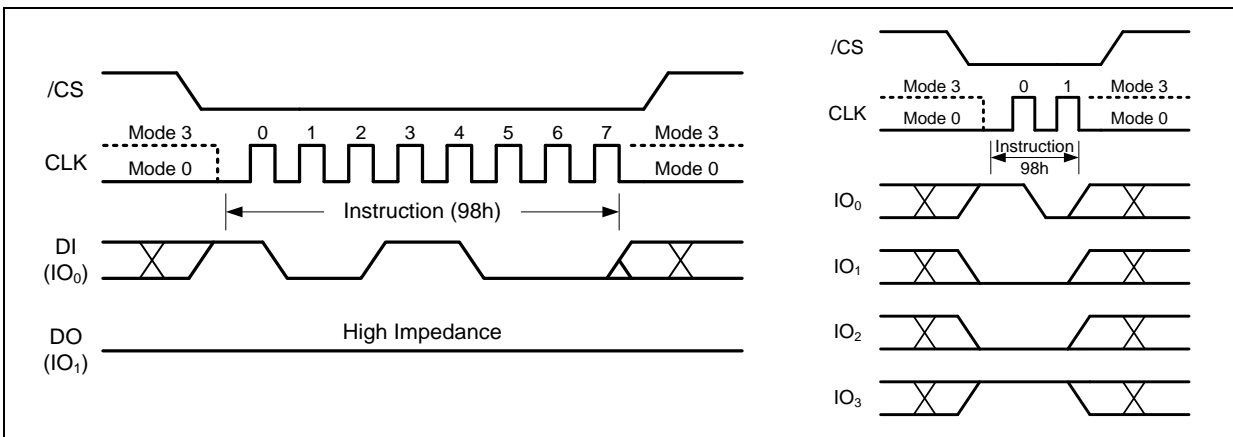 /CS
Mode 3 0 1 2 3 4 5 6 7 Mode 3
CLK Mode 0 Mode 0
Instruction (98h)
DI
(IO₀)
High Impedance
DO
(IO₁)
/CS
Mode 3 0 1 Mode 3
CLK Mode 0 Mode 0
Instruction
98h
IO₀
IO₁
IO₂
IO₃